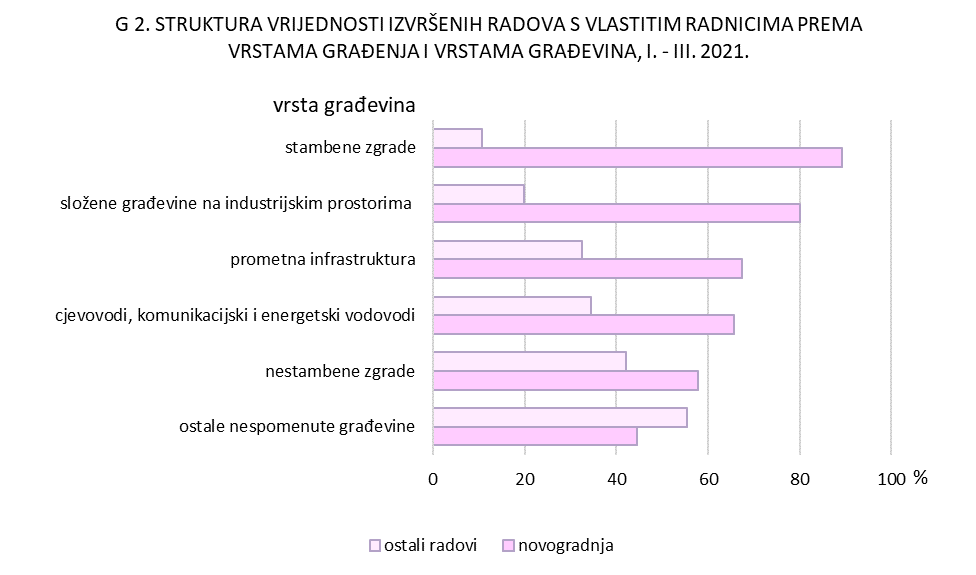 G 2. STRUKTURA VRIJEDNOSTI IZVRŠENIH RADOVA S VLASTITIM RADNICIMA PREMA
VRSTAMA GRAĐENJA I VRSTAMA GRAĐEVINA, I. - III. 2021.
vrsta građevina
stambene zgrade
složene građevine na industrijskim prostorima
prometna infrastruktura
cjevovodi, komunikacijski i energetski vodovodi
nestambene zgrade
ostale nespomenute građevine
0 20 40 60 80 100 %
ostali radovi novogradnja